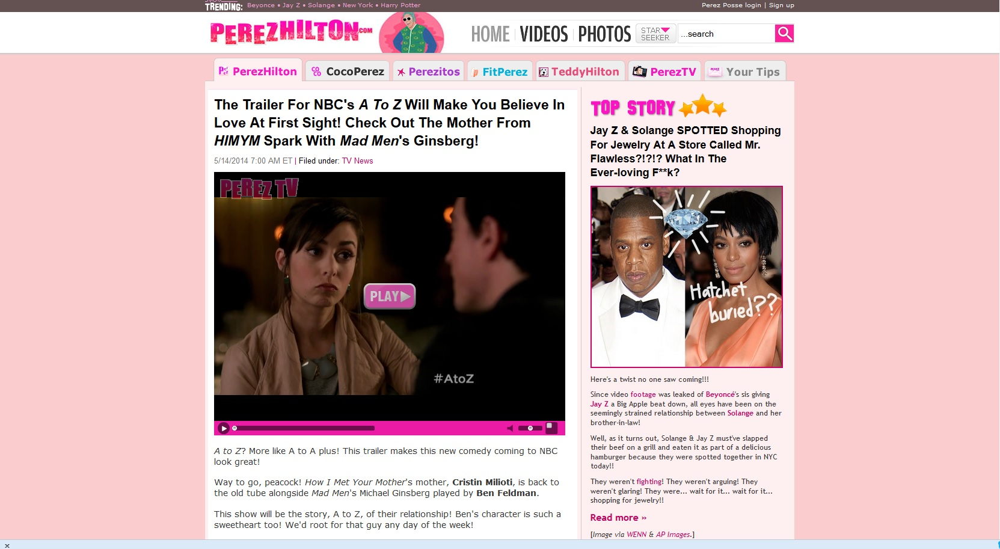 TRENDING: Beyonce • Jay Z • Solange • New York • Harry Potter
Perez Posse login | Sign up
PEREZHILTON.COM
HOME VIDEOS PHOTOS
STAR
SEEKER
...search
PerezHilton
CocoPerez
Perezitos
FitPerez
TeddyHilton
PerezTV
Your Tips
The Trailer For NBC's A To Z Will Make You Believe In
Love At First Sight! Check Out The Mother From
HIMYM Spark With Mad Men's Ginsberg!
5/14/2014 7:00 AM ET | Filed under: TV News
PEREZ TV
PLAY
#AtoZ
A to Z? More like A to A plus! This trailer makes this new comedy coming to NBC
look great!
Way to go, peacock! How I Met Your Mother's mother, Cristin Milioti, is back to
the old tube alongside Mad Men's Michael Ginsberg played by Ben Feldman.
This show will be the story, A to Z, of their relationship! Ben's character is such a
sweetheart too! We'd root for that guy any day of the week!
TOP STORY
Jay Z & Solange SPOTTED Shopping
For Jewelry At A Store Called Mr.
Flawless?!?!? What In The
Ever-loving F**k?
Hatchet
buried??
Here's a twist no one saw coming!!!
Since video footage was leaked of Beyoncé's sis giving
Jay Z a Big Apple beat down, all eyes have been on the
seemingly strained relationship between Solange and her
brother-in-law!
Well, as it turns out, Solange & Jay Z must've slapped
their beef on a grill and eaten it as part of a delicious
hamburger because they were spotted together in NYC
today!!
They weren't fighting! They weren't arguing! They
weren't glaring! They were... wait for it... wait for it...
shopping for jewelry!!
Read more »
[Image via WENN & AP Images.]
x